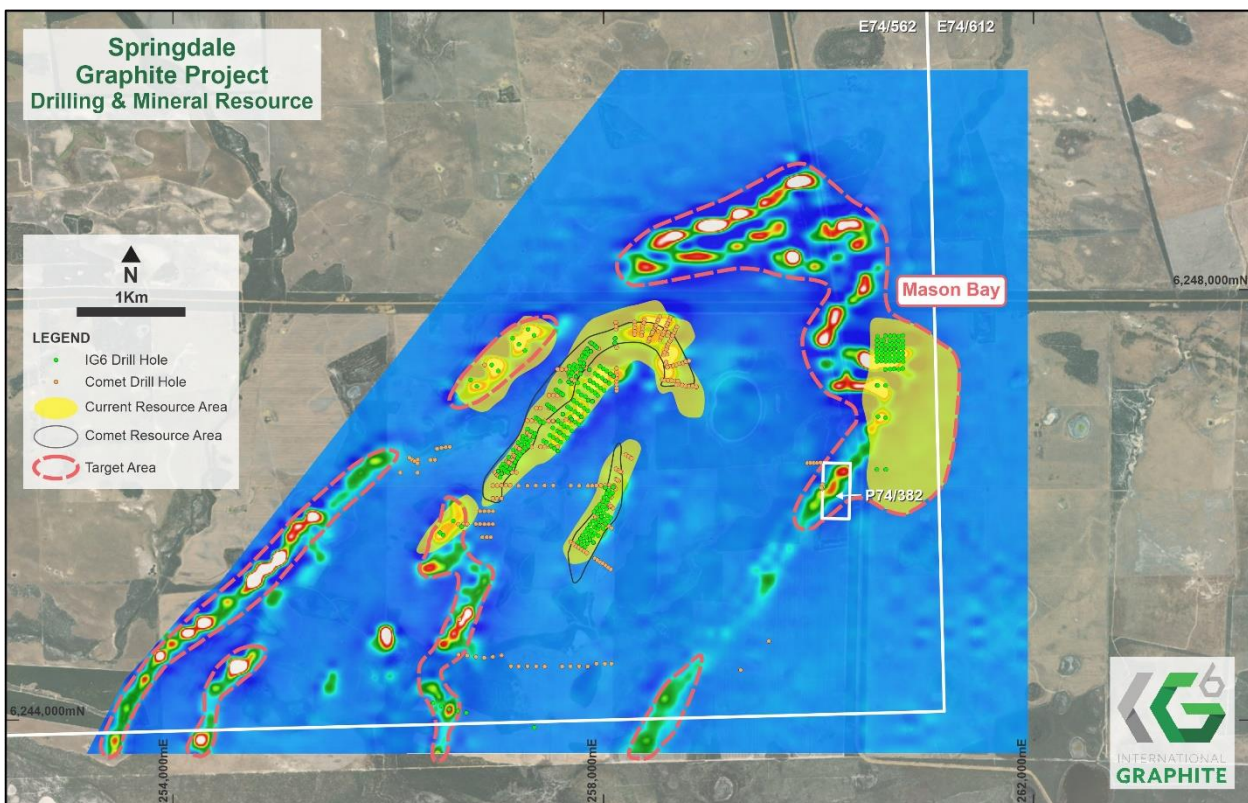 Springdale
Graphite Project
Drilling & Mineral Resource
E74/562
E74/612
N
1Km
LEGEND
IG6 Drill Hole
Comet Drill Hole
Current Resource Area
Comet Resource Area
Target Area
Mason Bay
6,248,000mN
P74/382
6,244,000mN
254,000mE
258,000mE
262,000mE
IG6
INTERNATIONAL
GRAPHITE